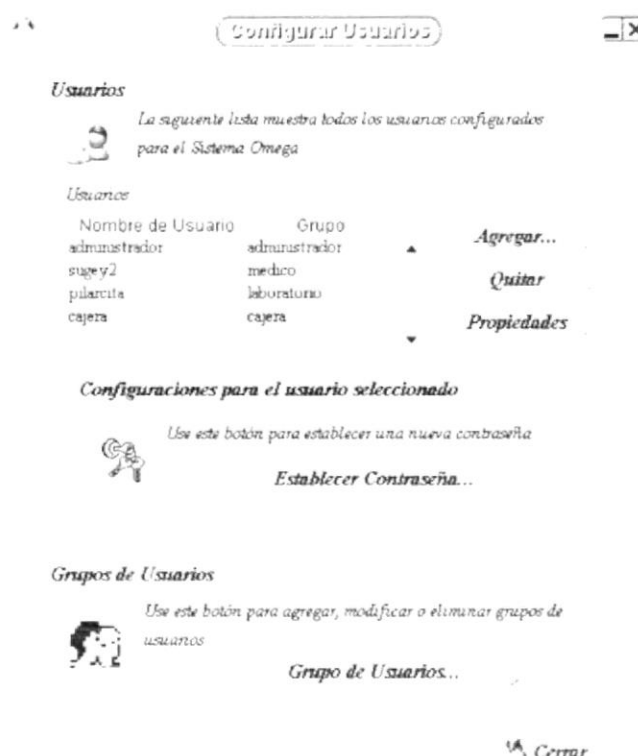 Configurar Usuarios
Usuarios
La siguiente lista muestra todos los usuarios configurados
para el Sistema Omega
Usuarios
Nombre de Usuario Grupo
administrador administrador
Agregar...
sugey2 medico
Quitar
pilarcita laboratorio
cajera cajera
Propiedades
Configuraciones para el usuario seleccionado
Use este botón para establecer una nueva contraseña
Establecer Contraseña...
Grupos de Usuarios
Use este botón para agregar, modificar o eliminar grupos de
usuarios
Grupo de Usuarios...
Cerrar